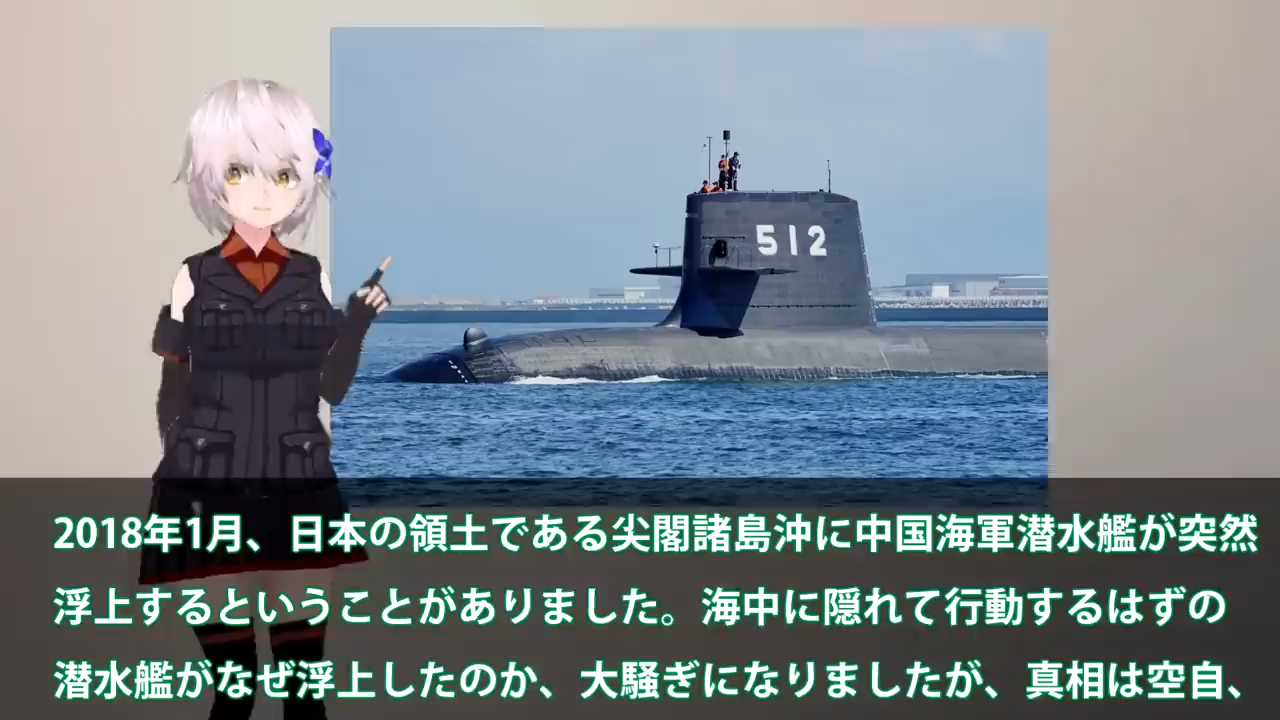 512
2018年1月、日本の領土である尖閣諸島沖に中国海軍潜水艦が突然
浮上するということがありました。海中に隠れて行動するはずの
潜水艦がなぜ浮上したのか、大騒ぎになりましたが、真相は空自、